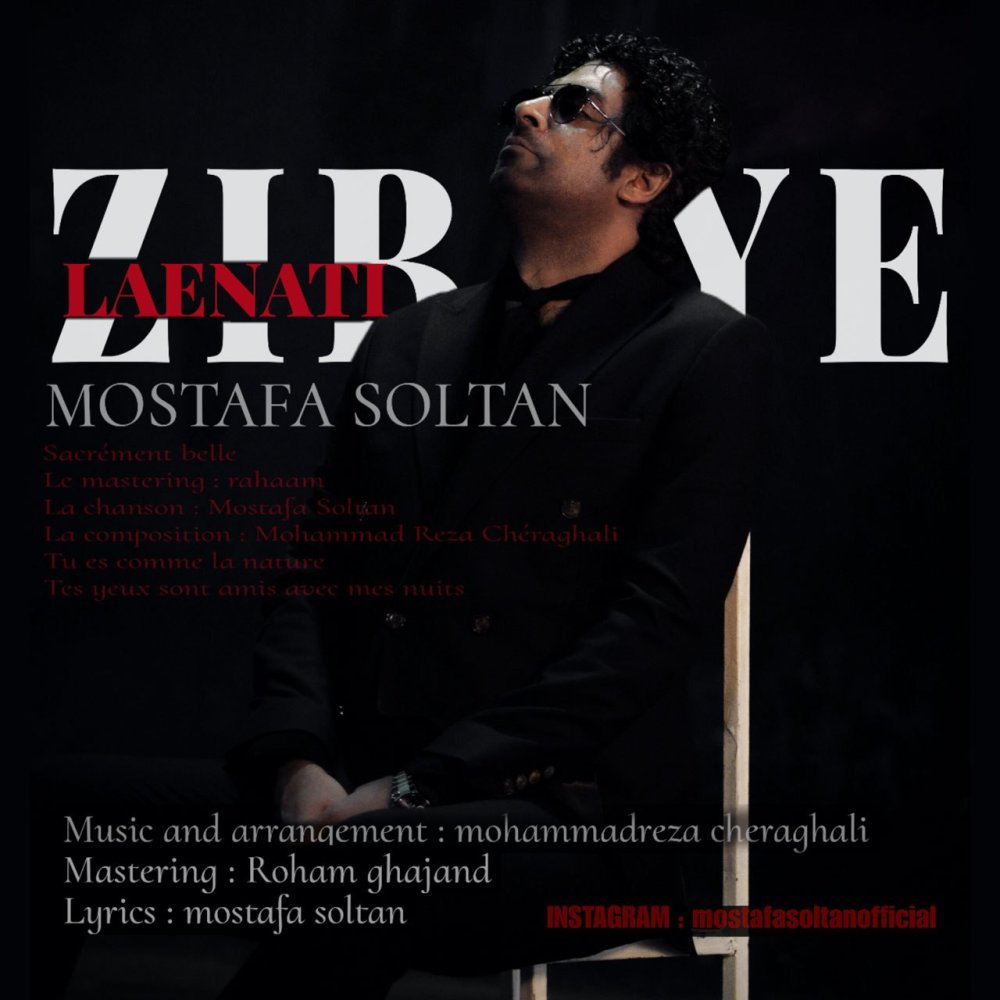 ZIBAYE
LAENATI
MOSTAFA SOLTAN
Sacrément belle
Le mastering : rahaam
La chanson : Mostafa Soltan
La composition : Mohammad Reza Chéraghali
Tu es comme la nature
Tes yeux sont amis avec mes nuits
Music and arrangement : mohammadreza cheraghali
Mastering : Roham ghajand
Lyrics : mostafa soltan
INSTAGRAM : mostafasoltanofficial